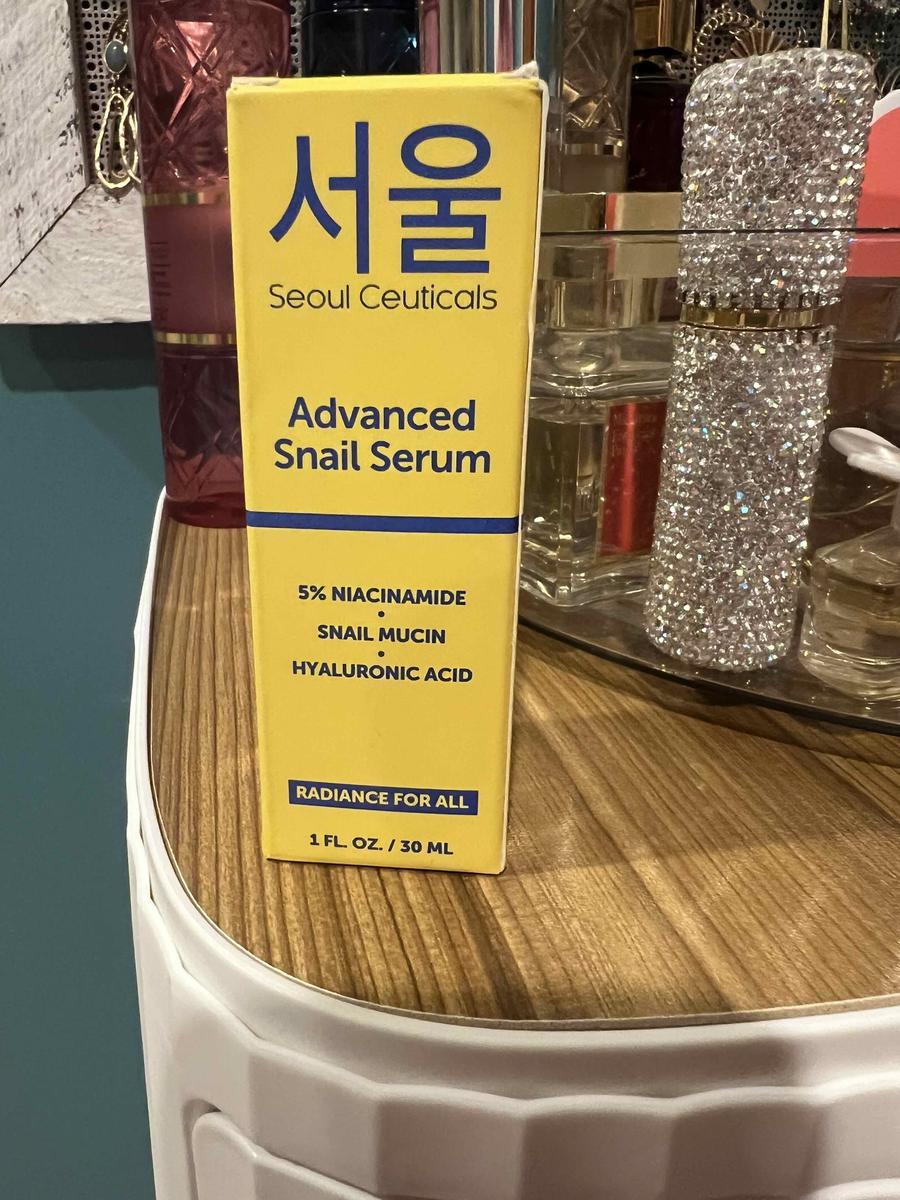 서울
Seoul Ceuticals
Advanced
Snail Serum
5% NIACINAMIDE
•
SNAIL MUCIN
•
HYALURONIC ACID
RADIANCE FOR ALL
1 FL. OZ. / 30 ML